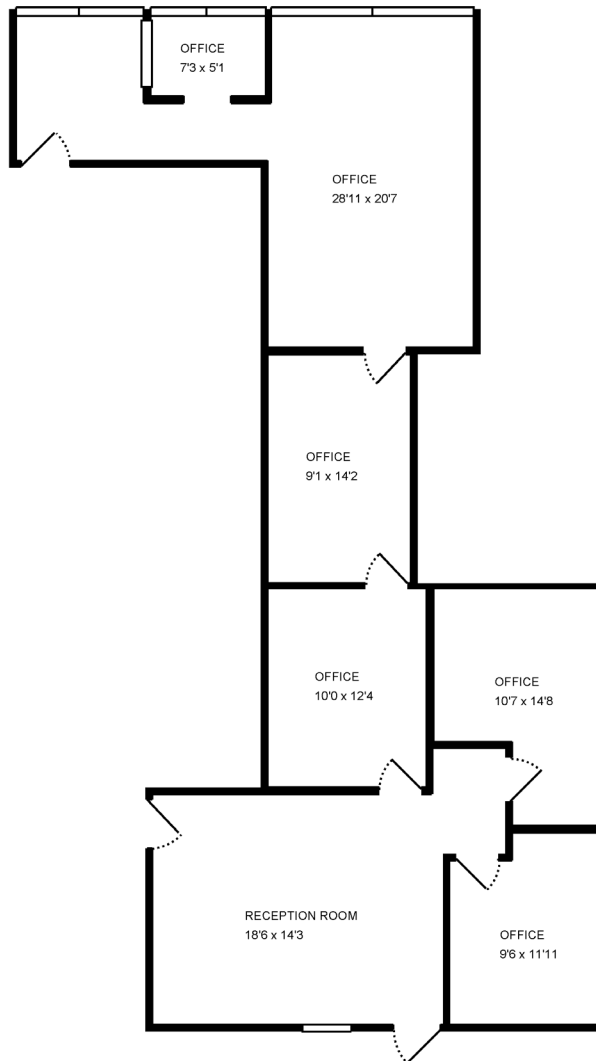 OFFICE
7'3 x 5'1
OFFICE
28'11 x 20'7
OFFICE
9'1 x 14'2
OFFICE
10'0 x 12'4
OFFICE
10'7 x 14'8
RECEPTION ROOM
18'6 x 14'3
OFFICE
9'6 x 11'11